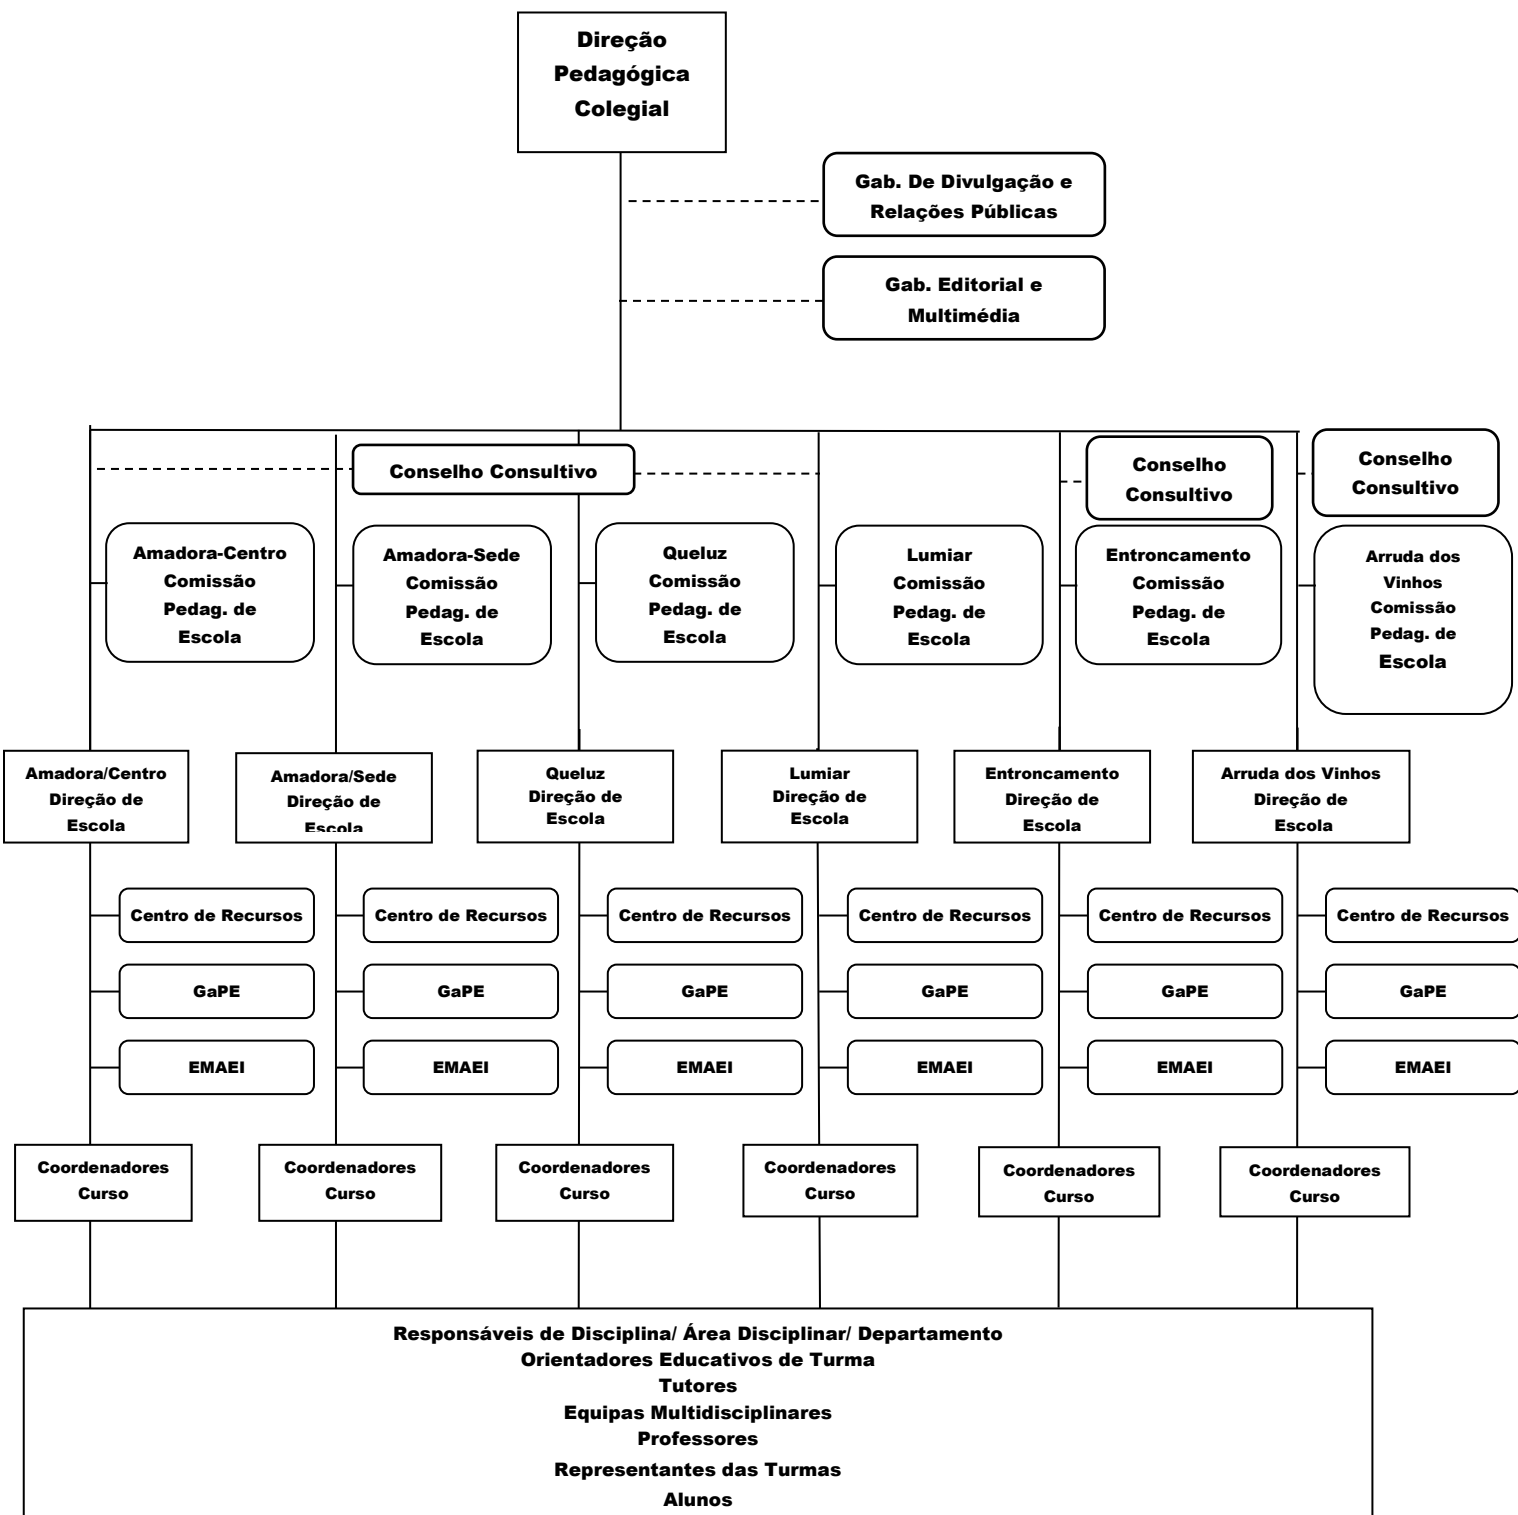 Direção
Pedagógica
Colegial
Gab. De Divulgação e
Relações Públicas
Gab. Editorial e
Multimédia
Conselho Consultivo
Conselho
Consultivo
Conselho
Consultivo
Amadora-Centro
Comissão
Pedag. de
Escola
Amadora-Sede
Comissão
Pedag. de
Escola
Queluz
Comissão
Pedag. de
Escola
Lumiar
Comissão
Pedag. de
Escola
Entroncamento
Comissão
Pedag. de
Escola
Arruda dos
Vinhos
Comissão
Pedag. de
Escola
Amadora/Centro
Direção de
Escola
Amadora/Sede
Direção de
Escola
Queluz
Direção de
Escola
Lumiar
Direção de
Escola
Entroncamento
Direção de
Escola
Arruda dos Vinhos
Direção de
Escola
Centro de Recursos
Centro de Recursos
Centro de Recursos
Centro de Recursos
Centro de Recursos
Centro de Recursos
GaPE
GaPE
GaPE
GaPE
GaPE
GaPE
EMAEI
EMAEI
EMAEI
EMAEI
EMAEI
EMAEI
Coordenadores
Curso
Coordenadores
Curso
Coordenadores
Curso
Coordenadores
Curso
Coordenadores
Curso
Coordenadores
Curso
Responsáveis de Disciplina/ Área Disciplinar/ Departamento
Orientadores Educativos de Turma
Tutores
Equipas Multidisciplinares
Professores
Representantes das Turmas
Alunos